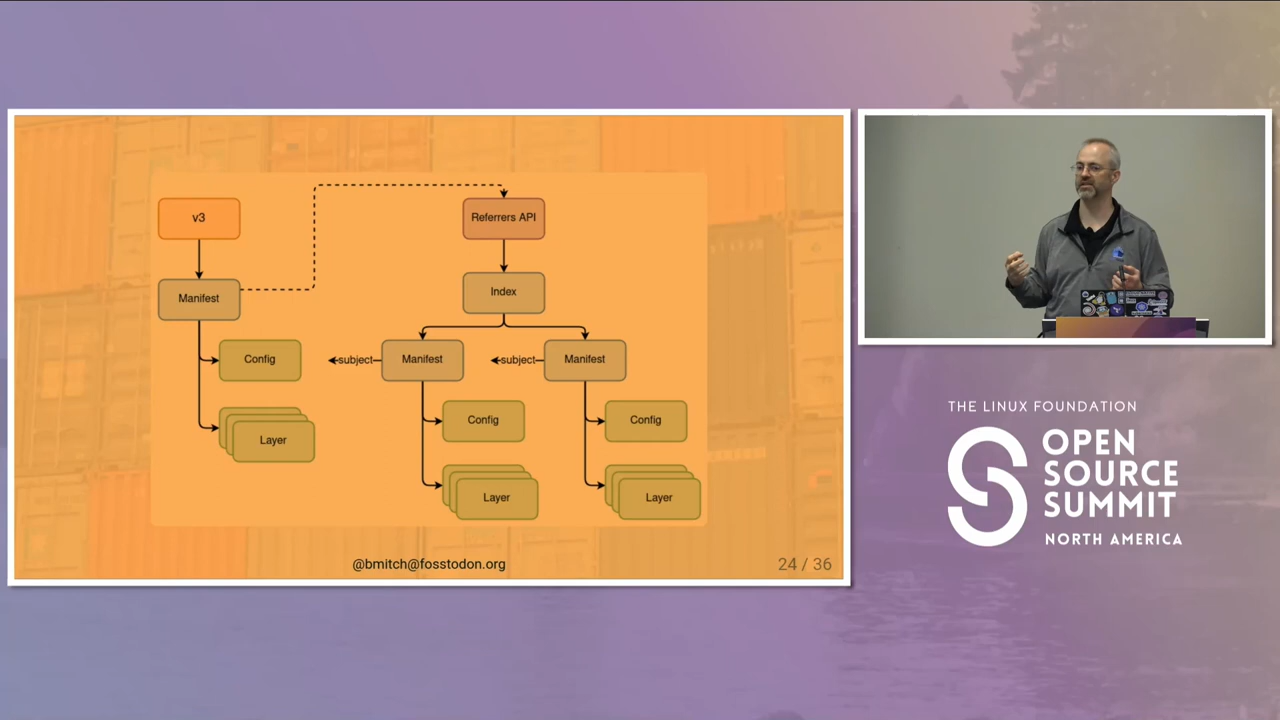 v3
Referrers API
Manifest
Index
Config
subject
Manifest
subject
Manifest
Layer
Config
Config
Layer
Layer
@bmitch@fosstodon.org
24 / 36
THE LINUX FOUNDATION
OPEN
SOURCE
SUMMIT
NORTH AMERICA